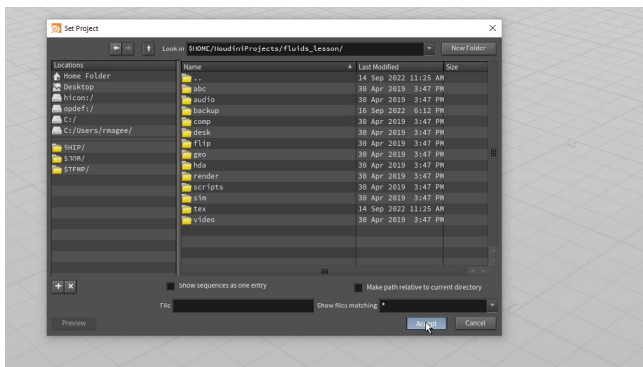 Set Project
Look in $HOME/HoudiniProjects/fluids_lesson/ New Folder
Locations Name Last Modified Size
Home Folder .. 14 Sep 2022 11:25 AM
Desktop abc 30 Apr 2019 3:47 PM
hicon:/ audio 30 Apr 2019 3:47 PM
opdef:/ backup 16 Sep 2022 6:12 PM
C:/ comp 30 Apr 2019 3:47 PM
C:/Users/rmagee/ desk 30 Apr 2019 3:47 PM
$HIP/ flip 30 Apr 2019 3:47 PM
$JOB/ geo 30 Apr 2019 3:47 PM
$TEMP/ hda 30 Apr 2019 3:47 PM
render 30 Apr 2019 3:47 PM
scripts 30 Apr 2019 3:47 PM
sim 30 Apr 2019 3:47 PM
tex 14 Sep 2022 11:25 AM
video 30 Apr 2019 3:47 PM
Show sequences as one entry Make path relative to current directory
File Show files matching *
Preview Accept Cancel